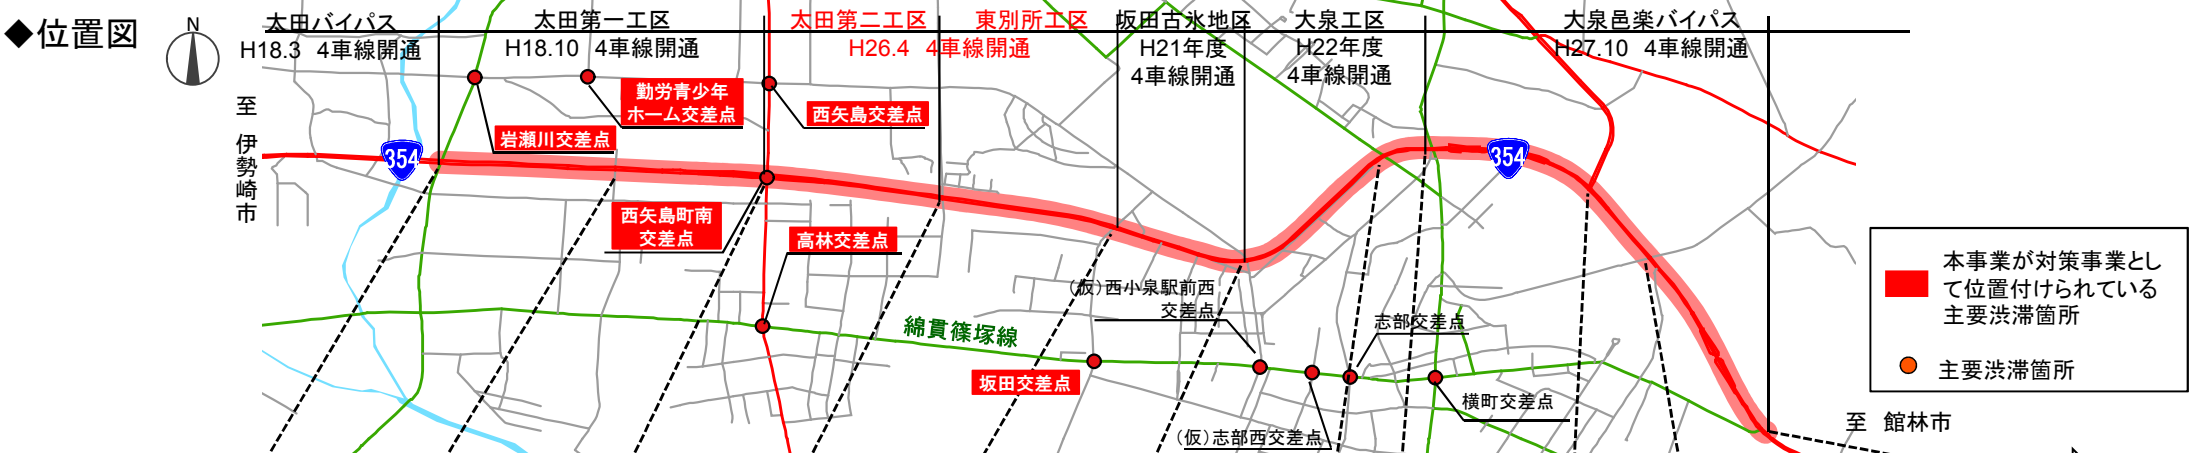 ◆位置図
N
太田バイパス
H18.3 4車線開通
太田第一工区
H18.10 4車線開通
太田第二工区 東別所工区
H26.4 4車線開通
坂田古氷地区
H21年度
4車線開通
大泉工区
H22年度
4車線開通
大泉邑楽バイパス
H27.10 4車線開通
至 伊勢崎市
354
岩瀬川交差点
勤労青少年
ホーム交差点
西矢島交差点
西矢島町南
交差点
高林交差点
綿貫篠塚線
坂田交差点
(仮)西小泉駅前西
交差点
志部交差点
(仮)志部西交差点
横町交差点
354
至 館林市
本事業が対策事業とし
て位置付けられている
主要渋滞箇所
主要渋滞箇所